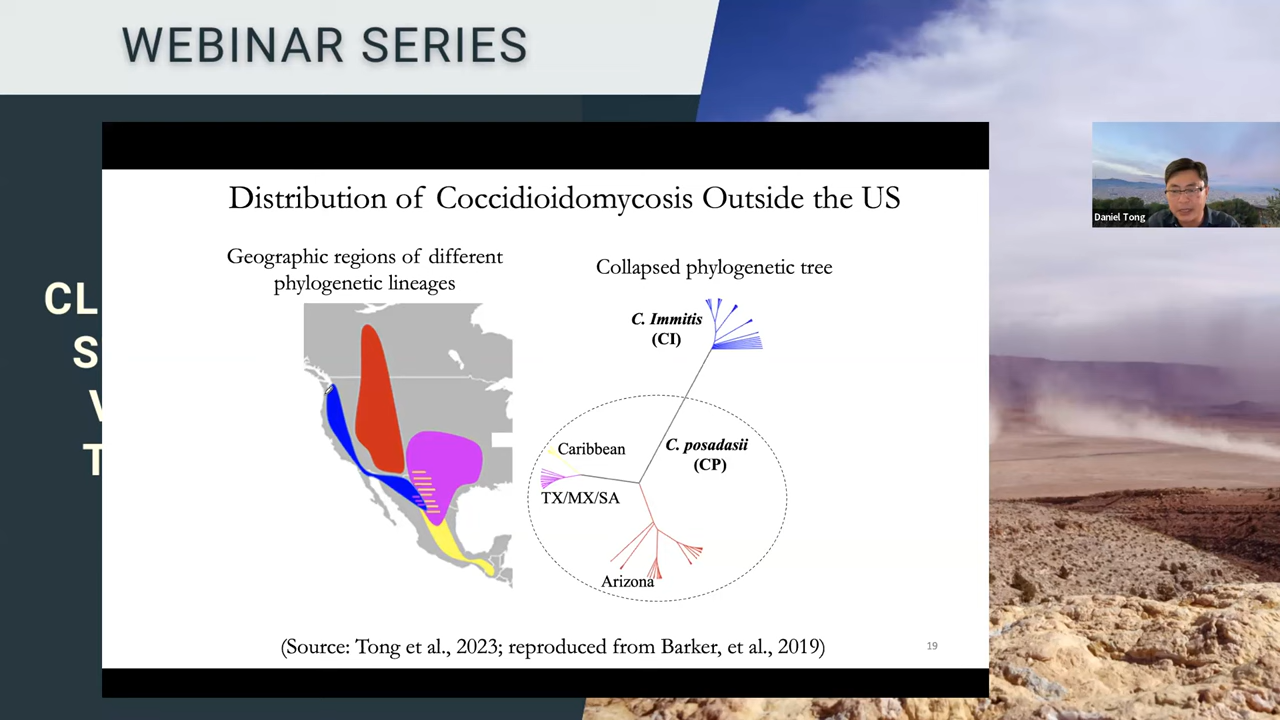 WEBINAR SERIES
CL
S
V
T
Distribution of Coccidioidomycosis Outside the US
Geographic regions of different
phylogenetic lineages
Collapsed phylogenetic tree
C. Immitis
(CI)
Caribbean
C. posadasii
(CP)
TX/MX/SA
Arizona
(Source: Tong et al., 2023; reproduced from Barker, et al., 2019)
19
Daniel Tong